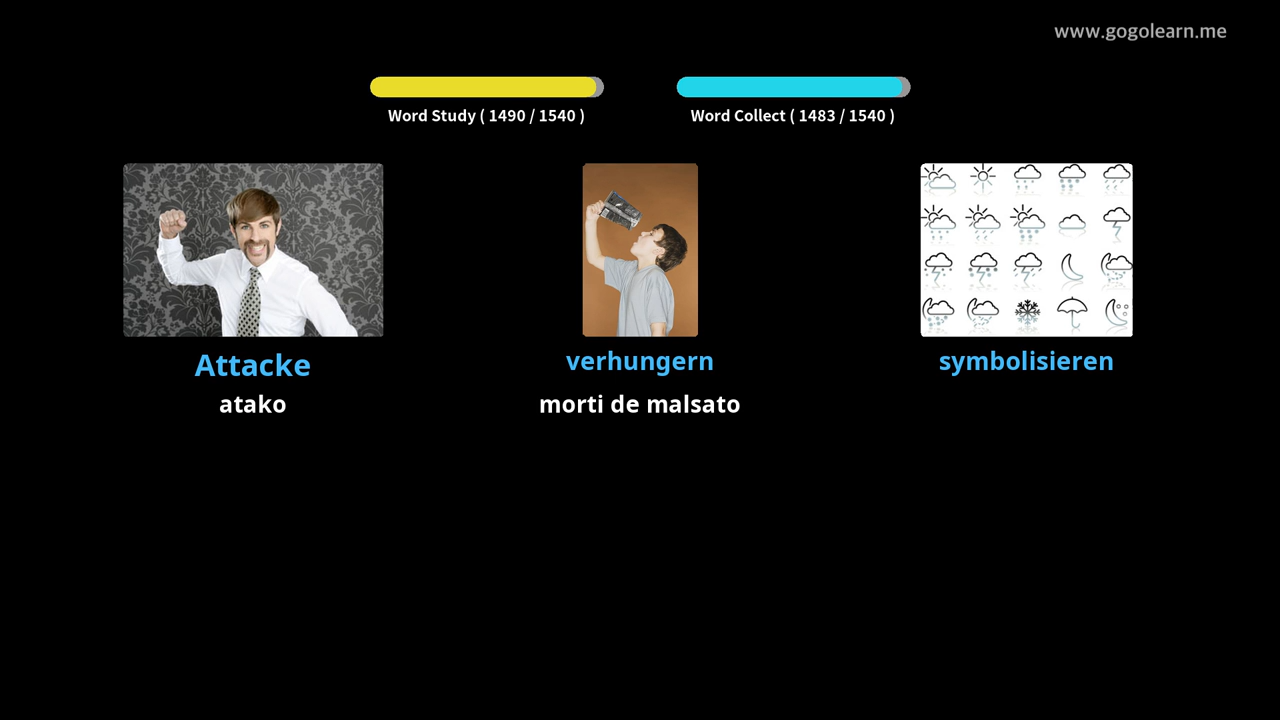 www.gogolearn.me
Word Study ( 1490 / 1540 )
Word Collect ( 1483 / 1540 )
Attacke
atako
verhungern
morti de malsato
symbolisieren